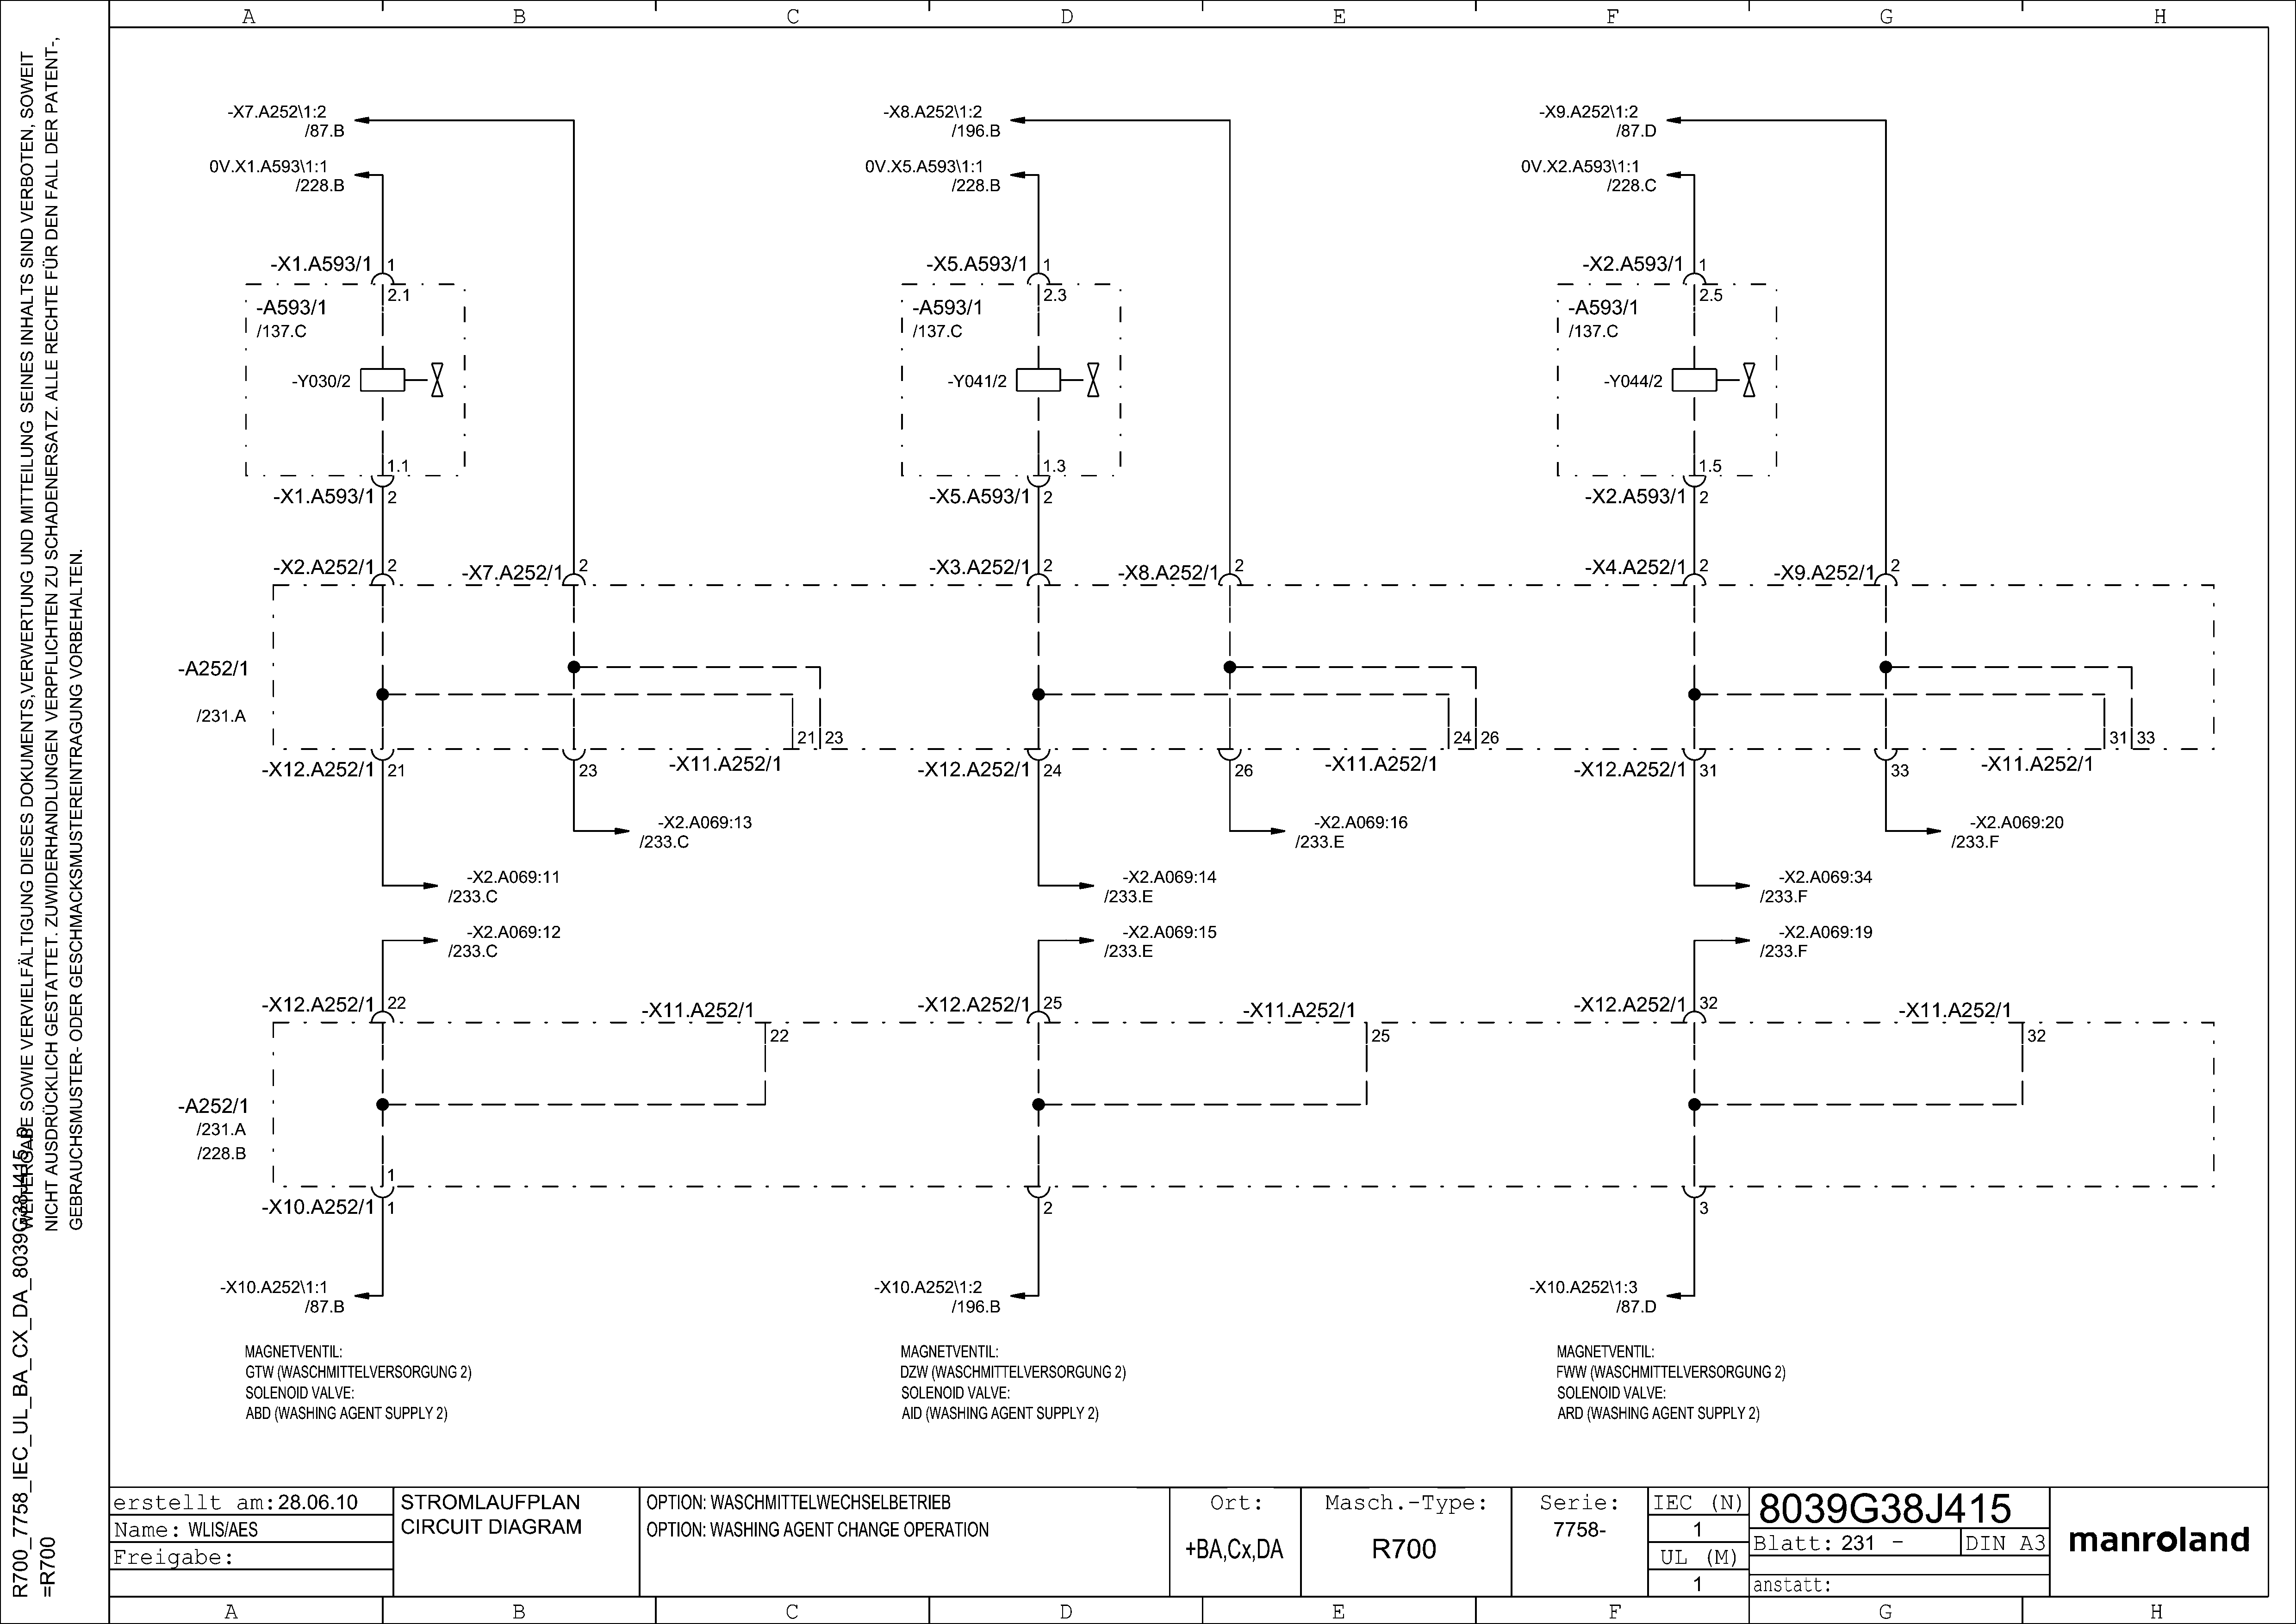 A B C D E F G H
-X7.A252\1:2
/87.B
0V.X1.A593\1:1
/228.B
-X8.A252\1:2
/196.B
0V.X5.A593\1:1
/228.B
-X9.A252\1:2
/87.D
0V.X2.A593\1:1
/228.C
-X1.A593/1 1
2.1
-A593/1
/137.C
-Y030/2
1.1
-X1.A593/1 2
-X5.A593/1 1
2.3
-A593/1
/137.C
-Y041/2
1.3
-X5.A593/1 2
-X2.A593/1 1
2.5
-A593/1
/137.C
-Y044/2
1.5
-X2.A593/1 2
-X2.A252/1 2
-X7.A252/1 2
-X3.A252/1 2
-X8.A252/1 2
-X4.A252/1 2
-X9.A252/1 2
-A252/1
/231.A
21 23
24 26
31 33
-X12.A252/1 21
23
-X11.A252/1
-X12.A252/1 24
26
-X11.A252/1
-X12.A252/1 31
33
-X11.A252/1
-X2.A069:13
/233.C
-X2.A069:16
/233.E
-X2.A069:20
/233.F
-X2.A069:11
/233.C
-X2.A069:14
/233.E
-X2.A069:34
/233.F
-X2.A069:12
/233.C
-X2.A069:15
/233.E
-X2.A069:19
/233.F
-X12.A252/1 22
-X11.A252/1
22
-X12.A252/1 25
-X11.A252/1
25
-X12.A252/1 32
-X11.A252/1
32
-A252/1
/231.A
/228.B
1
-X10.A252/1 1
2
3
-X10.A252\1:1
/87.B
-X10.A252\1:2
/196.B
-X10.A252\1:3
/87.D
MAGNETVENTIL:
GTW (WASCHMITTELVERSORGUNG 2)
SOLENOID VALVE:
ABD (WASHING AGENT SUPPLY 2)
MAGNETVENTIL:
DZW (WASCHMITTELVERSORGUNG 2)
SOLENOID VALVE:
AID (WASHING AGENT SUPPLY 2)
MAGNETVENTIL:
FWW (WASCHMITTELVERSORGUNG 2)
SOLENOID VALVE:
ARD (WASHING AGENT SUPPLY 2)
erstellt am: 28.06.10
Name: WLIS/AES
Freigabe:
STROMLAUFPLAN
CIRCUIT DIAGRAM
OPTION: WASCHMITTELWECHSELBETRIEB
OPTION: WASHING AGENT CHANGE OPERATION
Ort:
+BA,Cx,DA
Masch.-Type:
R700
Serie:
7758-
IEC (N)
1
UL (M)
1
8039G38J415
Blatt: 231 –
DIN A3
anstatt:
manroland
A B C D E F G H
WEITERGABE SOWIE VERVIELFÄLTIGUNG DIESES DOKUMENTS,VERWERTUNG UND MITTEILUNG SEINES INHALTS SIND VERBOTEN, SOWEIT
NICHT AUSDRÜCKLICH GESTATTET. ZUWIDERHANDLUNGEN VERPFLICHTEN ZU SCHADENERSATZ. ALLE RECHTE FÜR DEN FALL DER PATENT-,
GEBRAUCHSMUSTER- ODER GESCHMACKSMUSTEREINTRAGUNG VORBEHALTEN.
R700_7758_IEC_UL_BA_CX_DA_8039G38J415_D
=R700